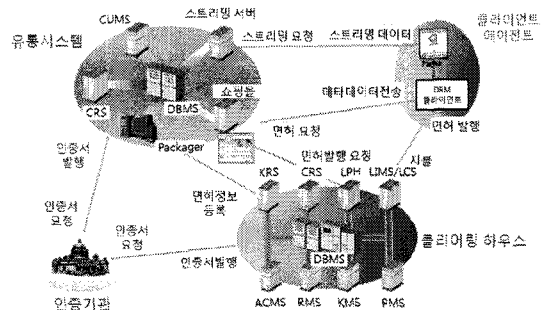 스트리밍 서버
CUMS
유통시스템
스트리밍 요청
스트리밍 데이터
클라이언트
에이전트
쇼핑몰
DBMS
CRS
메타데이터전송
DRM
클라이언트
면허 요청
면허 발행
Packager
인증서
발행
면허발행 요청
지불
KRS
CRS
LPH
LIMS/LCS
면허정보
등록
인증서
요청
인증서
요청
DBMS
클리어링 하우스
인증서발행
인증기관
ACMS
RMS
KMS
PMS